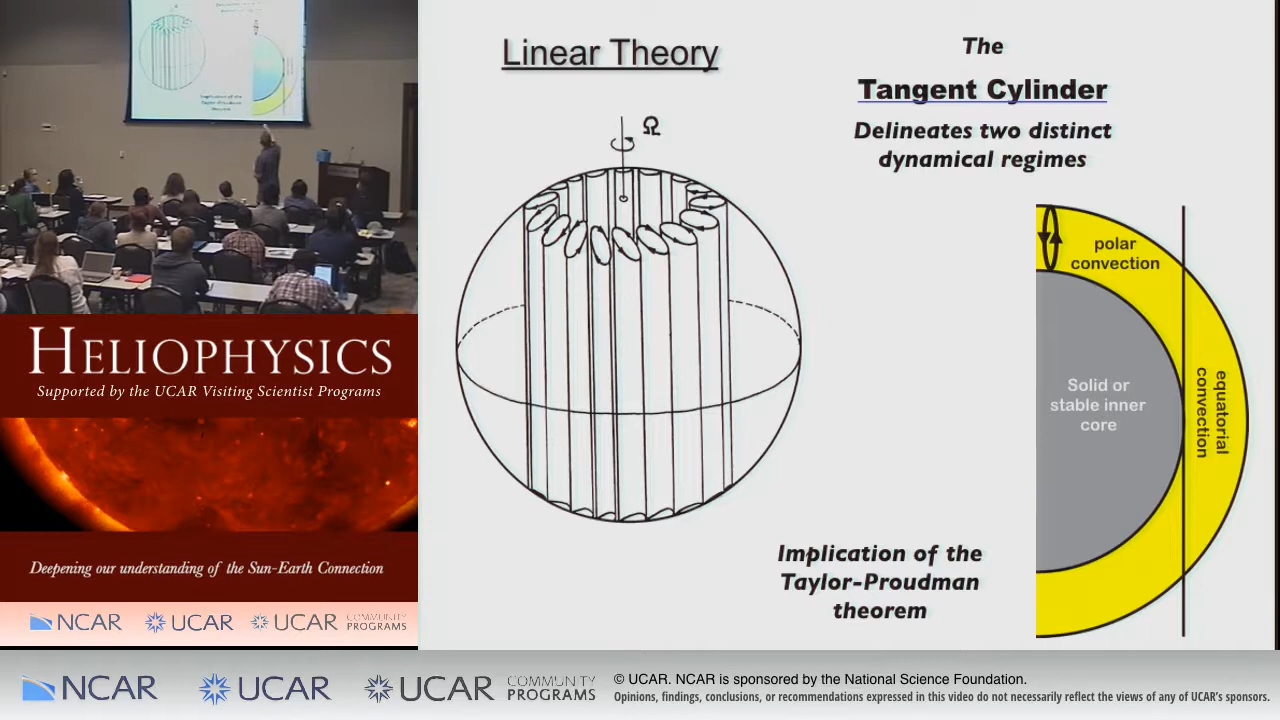 Linear Theory
Ω
The
Tangent Cylinder
Delineates two distinct
dynamical regimes
polar
convection
Solid or
stable inner
core
equatorial
convection
Implication of the
Taylor-Proudman
theorem
HELIOPHYSICS
Supported by the UCAR Visiting Scientist Programs
Deepening our understanding of the Sun-Earth Connection
NCAR
UCAR
UCAR
COMMUNITY
PROGRAMS
NCAR
UCAR
UCAR
COMMUNITY
PROGRAMS
© UCAR. NCAR is sponsored by the National Science Foundation.
Opinions, findings, conclusions, or recommendations expressed in this video do not necessarily reflect the views of any of UCAR's sponsors.